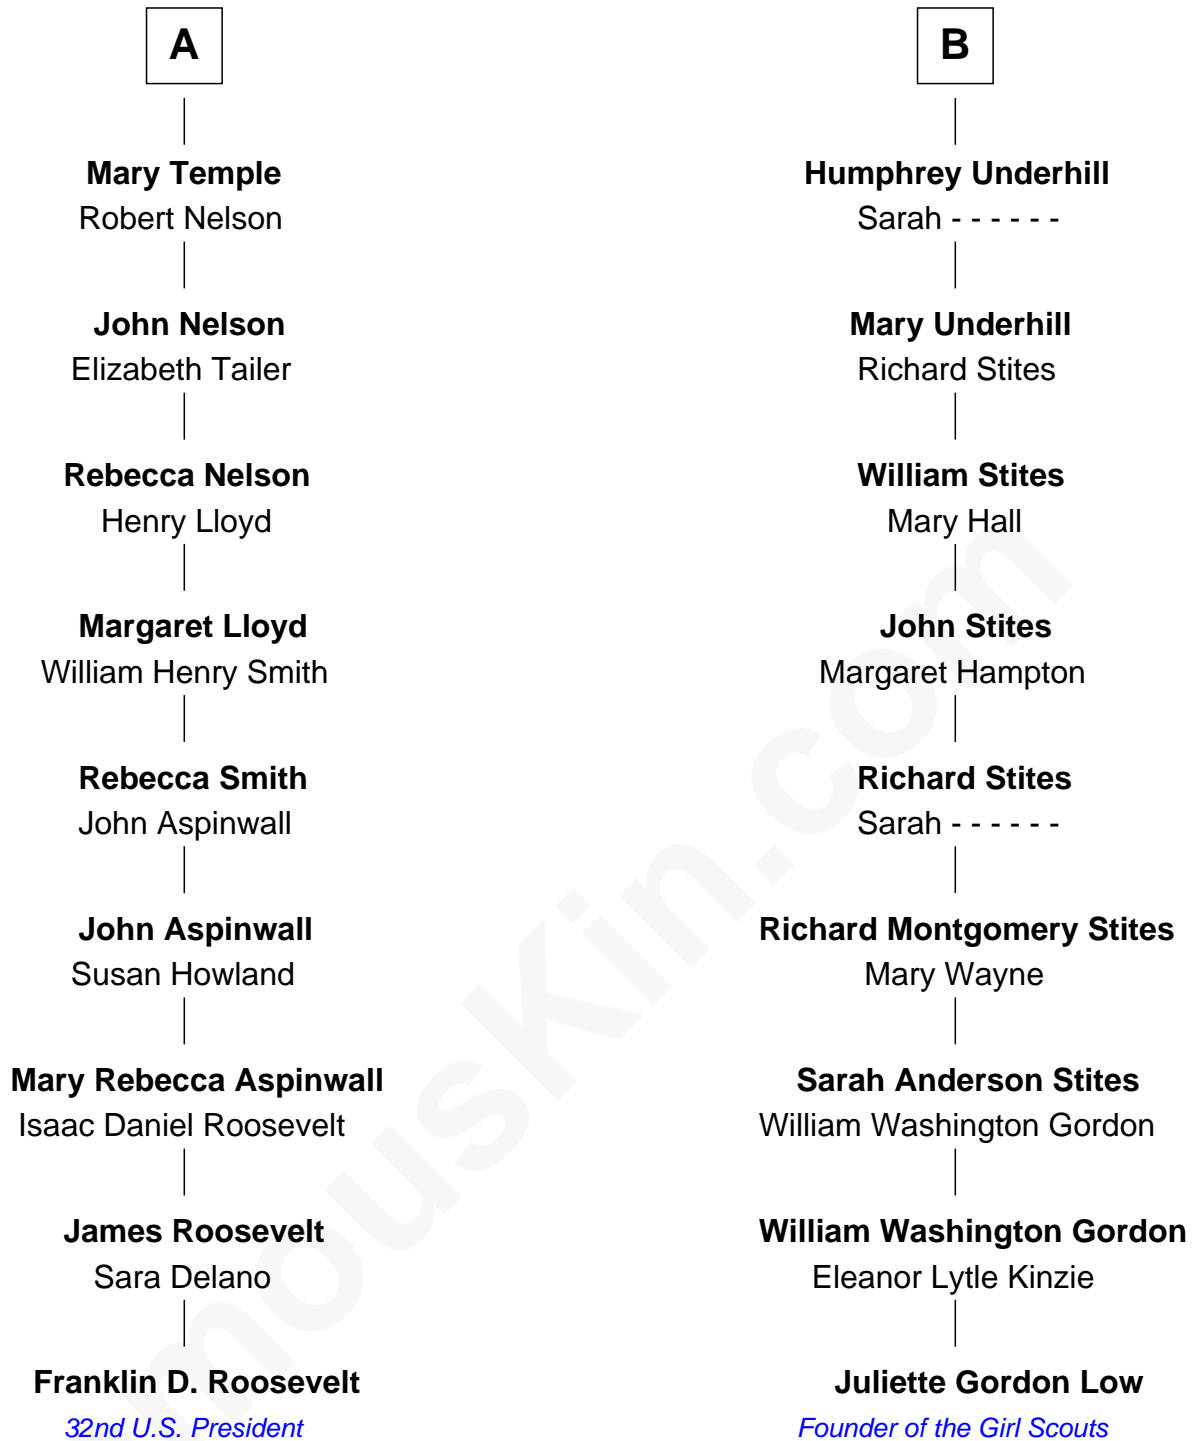 A
Mary Temple
Robert Nelson
John Nelson
Elizabeth Tailer
Rebecca Nelson
Henry Lloyd
Margaret Lloyd
William Henry Smith
Rebecca Smith
John Aspinwall
John Aspinwall
Susan Howland
Mary Rebecca Aspinwall
Isaac Daniel Roosevelt
James Roosevelt
Sara Delano
Franklin D. Roosevelt
32nd U.S. President
B
Humphrey Underhill
Sarah - - - - - -
Mary Underhill
Richard Stites
William Stites
Mary Hall
John Stites
Margaret Hampton
Richard Stites
Sarah - - - - - -
Richard Montgomery Stites
Mary Wayne
Sarah Anderson Stites
William Washington Gordon
William Washington Gordon
Eleanor Lytle Kinzie
Juliette Gordon Low
Founder of the Girl Scouts
mouskin.com